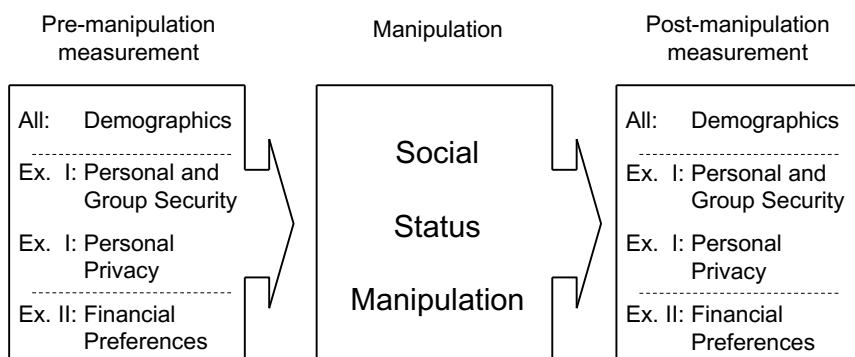 Pre-manipulation
measurement
Manipulation
Post-manipulation
measurement
All: Demographics
Ex. I: Personal and
Group Security
Ex. I: Personal
Privacy
Ex. II: Financial
Preferences
Social
Status
Manipulation
All: Demographics
Ex. I: Personal and
Group Security
Ex. I: Personal
Privacy
Ex. II: Financial
Preferences